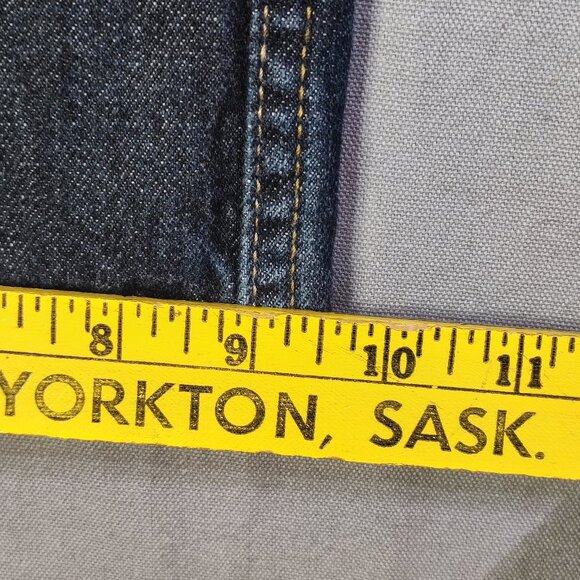 8 9 10 11
YORKTON, SASK.